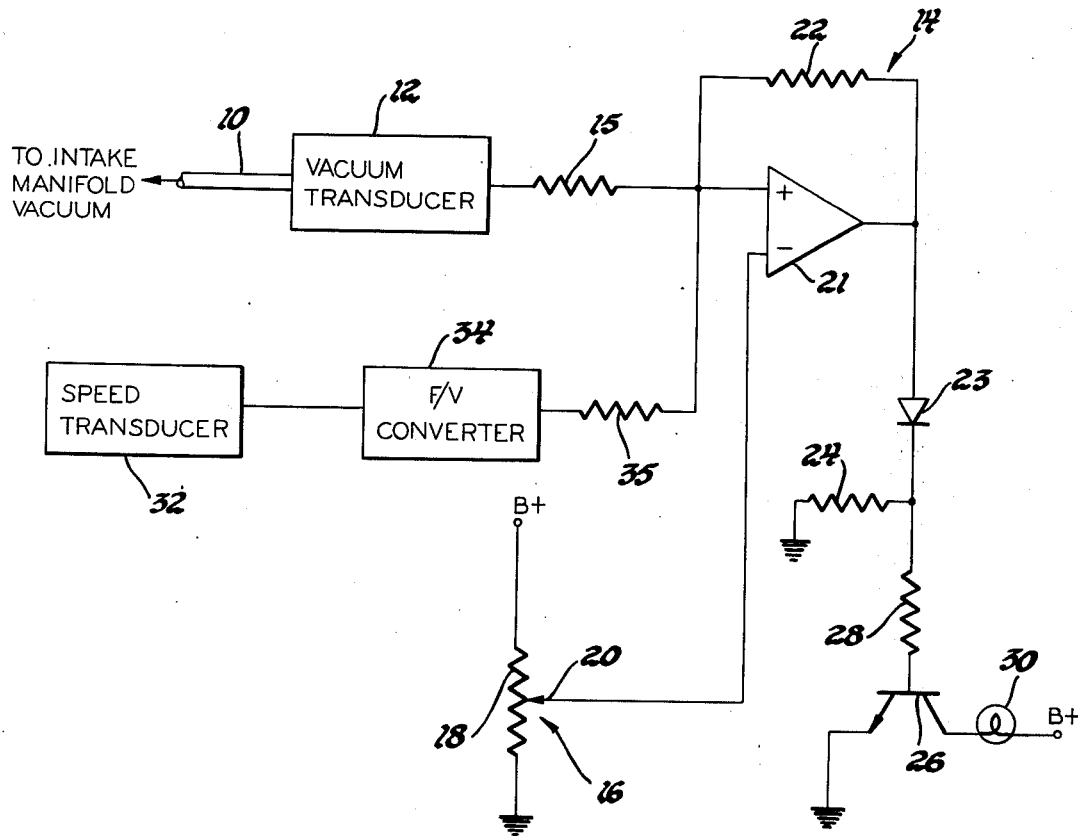 22
14
12
10
15
TO INTAKE
MANIFOLD
VACUUM
VACUUM
TRANSDUCER
+
−
21
34
SPEED
TRANSDUCER
F/V
CONVERTER
23
32
35
24
B+
28
20
30
18
B+
26
16